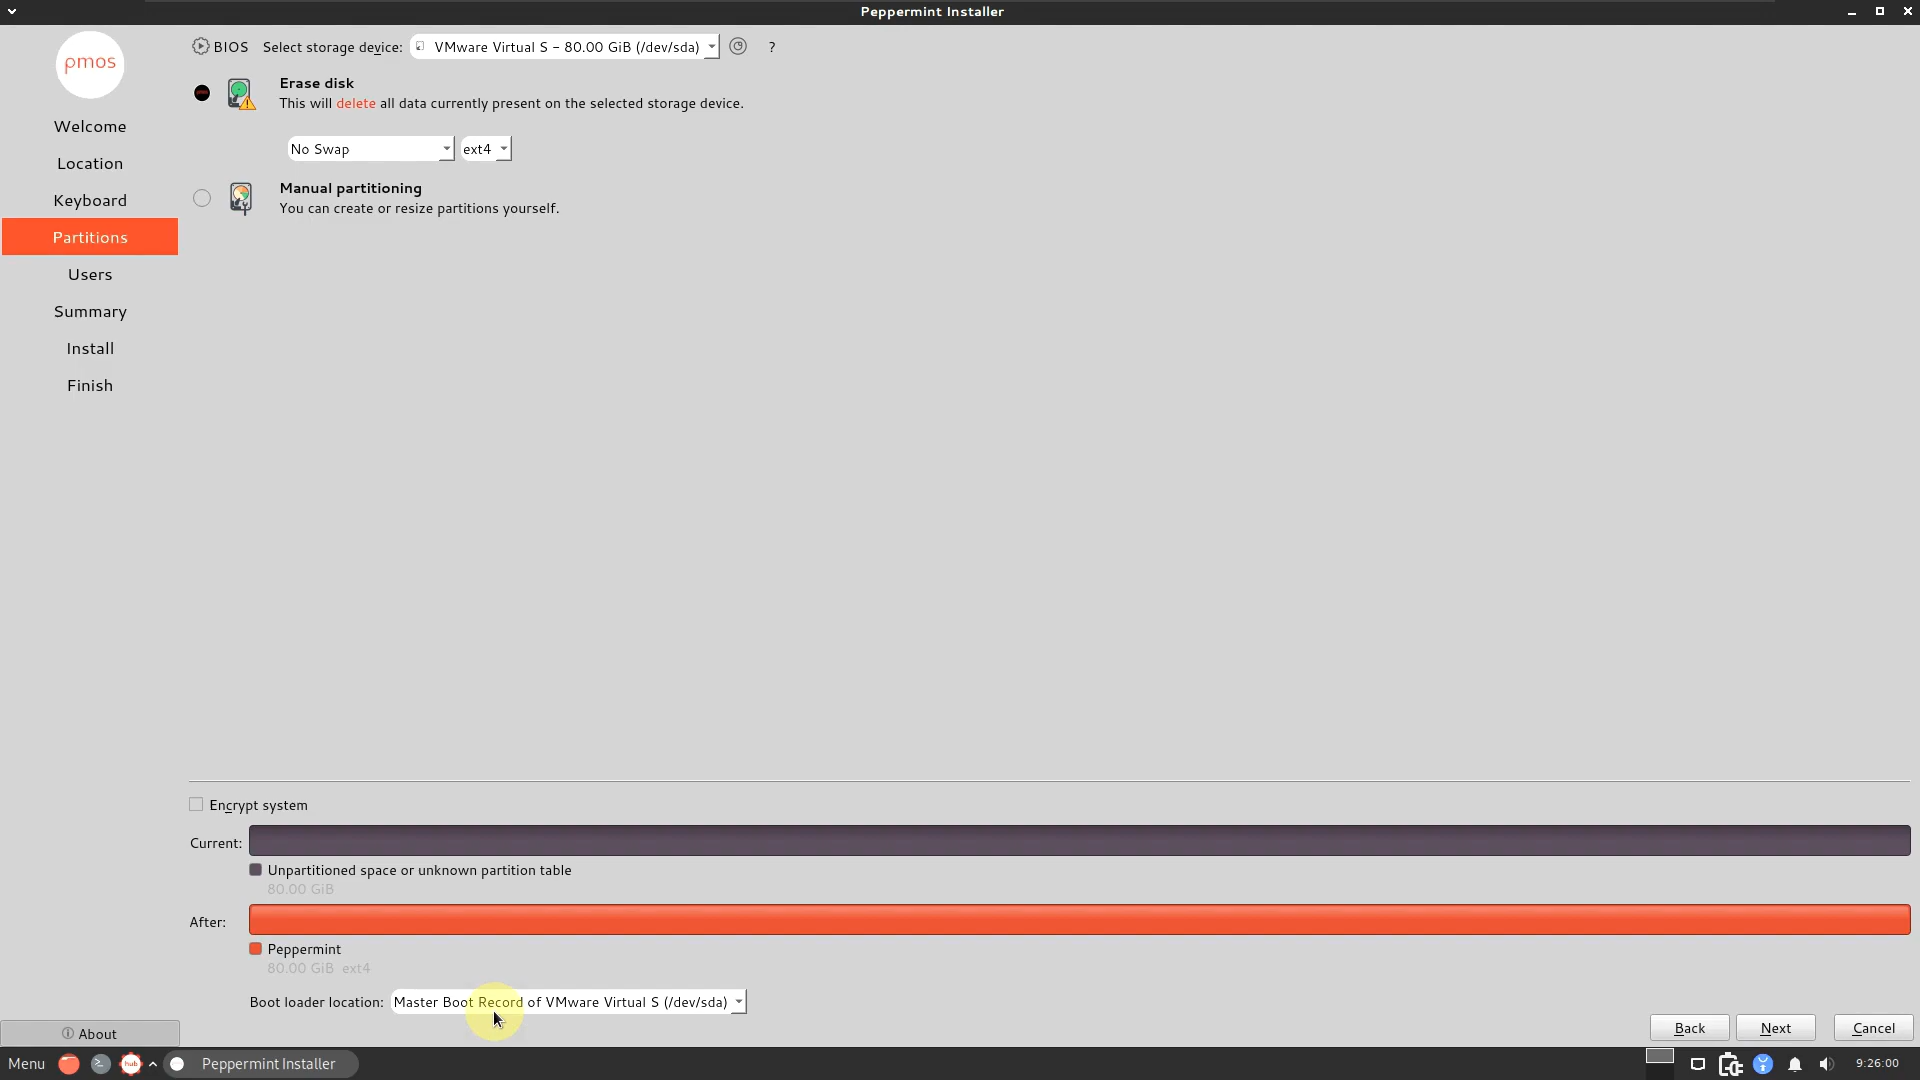 Peppermint Installer
pmos
Welcome
Location
Keyboard
Partitions
Users
Summary
Install
Finish
About
BIOS Select storage device: VMware Virtual S - 80.00 GiB (/dev/sda) ?
Erase disk
This will delete all data currently present on the selected storage device.
No Swap ext4
Manual partitioning
You can create or resize partitions yourself.
Encrypt system
Current:
Unpartitioned space or unknown partition table
80.00 GiB
After:
Peppermint
80.00 GiB ext4
Boot loader location: Master Boot Record of VMware Virtual S (/dev/sda)
Back Next Cancel
Menu hub Peppermint Installer 9:26:00